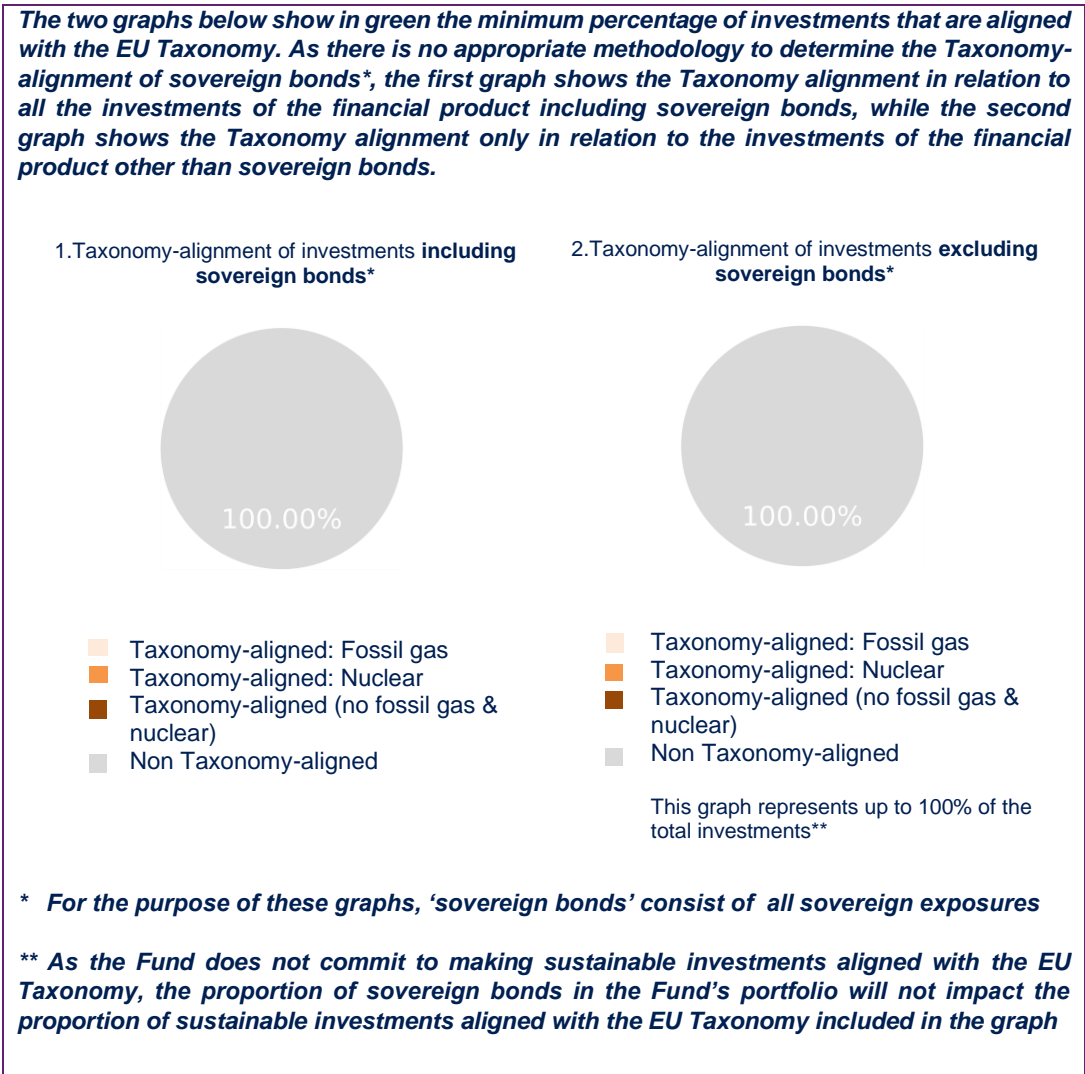 The two graphs below show in green the minimum percentage of investments that are aligned
with the EU Taxonomy. As there is no appropriate methodology to determine the Taxonomy-
alignment of sovereign bonds*, the first graph shows the Taxonomy alignment in relation to
all the investments of the financial product including sovereign bonds, while the second
graph shows the Taxonomy alignment only in relation to the investments of the financial
product other than sovereign bonds.
1.Taxonomy-alignment of investments including
sovereign bonds*
100.00%
Taxonomy-aligned: Fossil gas
Taxonomy-aligned: Nuclear
Taxonomy-aligned (no fossil gas &
nuclear)
Non Taxonomy-aligned
2.Taxonomy-alignment of investments excluding
sovereign bonds*
100.00%
Taxonomy-aligned: Fossil gas
Taxonomy-aligned: Nuclear
Taxonomy-aligned (no fossil gas &
nuclear)
Non Taxonomy-aligned
This graph represents up to 100% of the
total investments**
* For the purpose of these graphs, ‘sovereign bonds’ consist of all sovereign exposures
** As the Fund does not commit to making sustainable investments aligned with the EU
Taxonomy, the proportion of sovereign bonds in the Fund’s portfolio will not impact the
proportion of sustainable investments aligned with the EU Taxonomy included in the graph